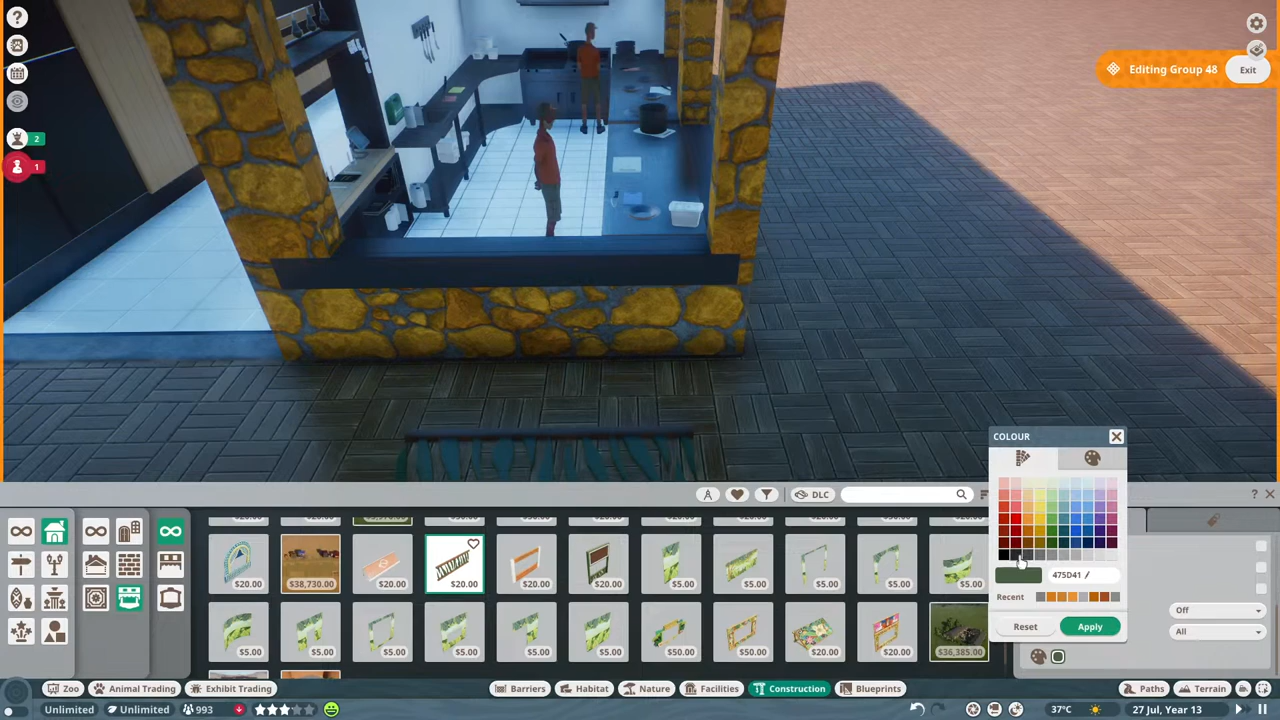 ?
2
1
Editing Group 48
Exit
COLOUR
475D41 /
Recent
Reset
Apply
DLC
?
$38,730.00
$20.00
$20.00
$20.00
$20.00
$20.00
$5.00
$5.00
$5.00
$5.00
$5.00
$5.00
$5.00
$5.00
$5.00
$5.00
$5.00
$50.00
$50.00
$20.00
$20.00
$36,385.00
Off
All
Zoo
Animal Trading
Exhibit Trading
Barriers
Habitat
Nature
Facilities
Construction
Blueprints
Paths
Terrain
Unlimited
Unlimited
993
37°C
27 Jul, Year 13